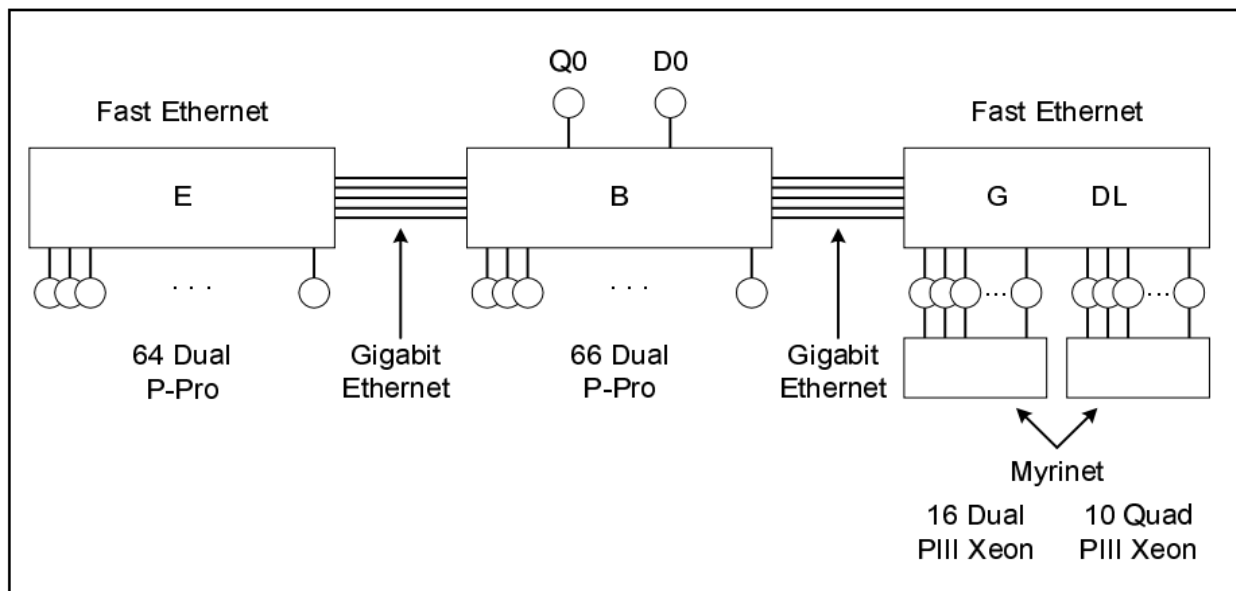 Q0
D0
Fast Ethernet
Fast Ethernet
E
B
G
DL
. . .
. . .
...
...
64 Dual
P-Pro
Gigabit
Ethernet
66 Dual
P-Pro
Gigabit
Ethernet
Myrinet
16 Dual
PIII Xeon
10 Quad
PIII Xeon